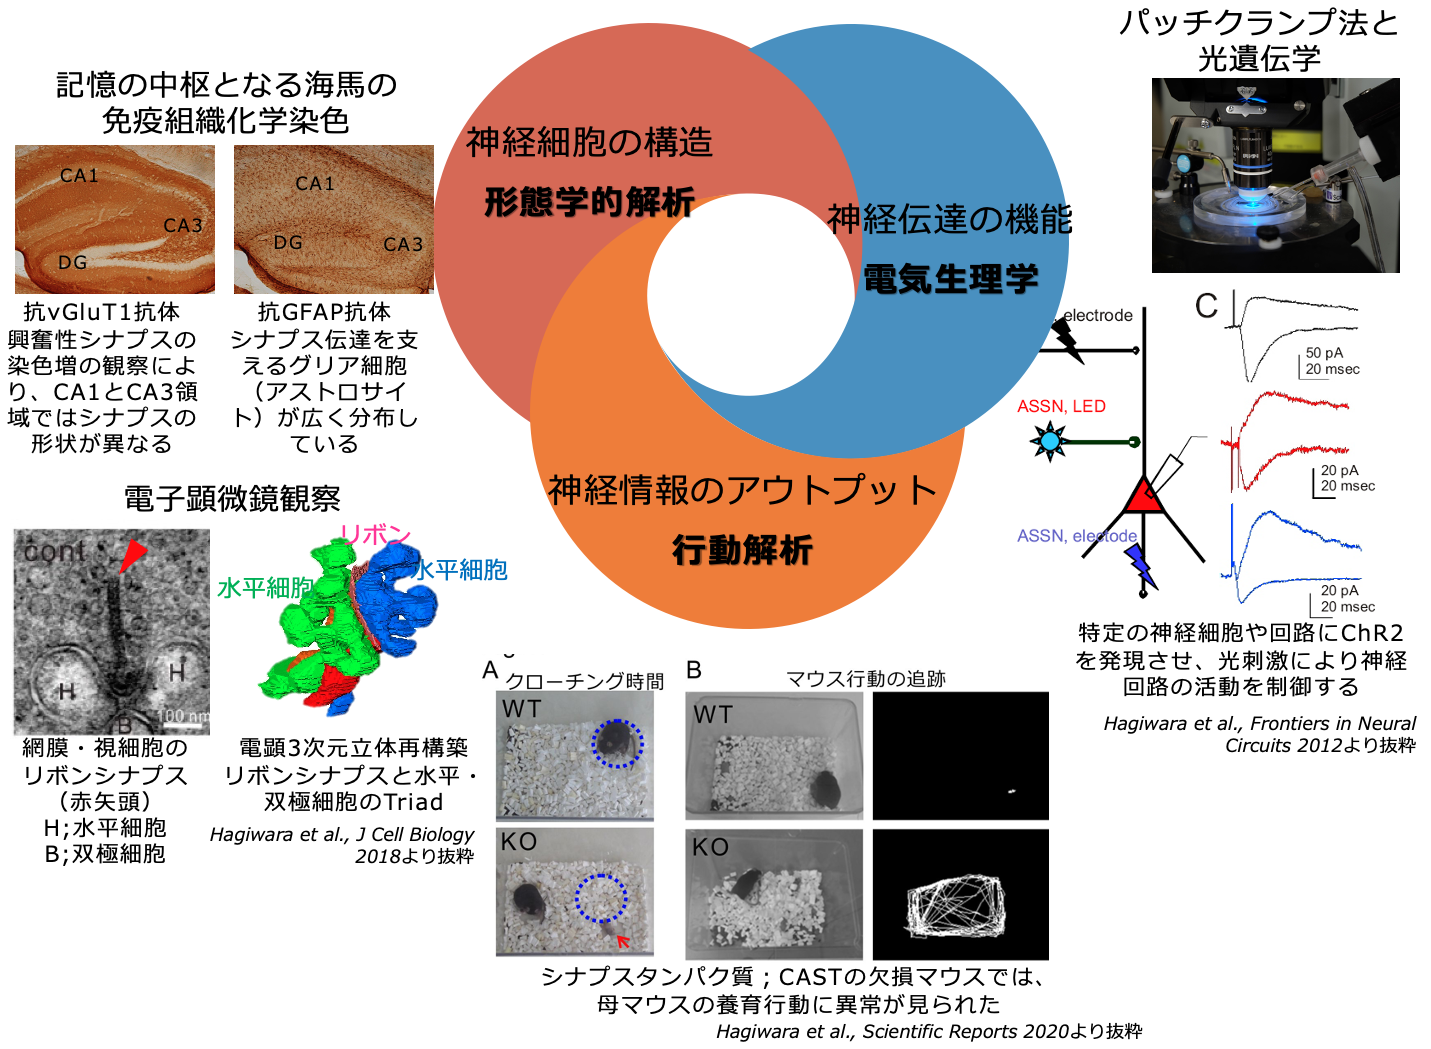 記憶の中枢となる海馬の
免疫組織化学染色
CA1
CA3
DG
CA1
DG
CA3
抗vGluT1抗体
興奮性シナプスの
染色増の観察によ
り、CA1とCA3領
域ではシナプスの
形状が異なる
抗GFAP抗体
シナプス伝達を支
えるグリア細胞
（アストロサイ
ト）が広く分布し
ている
電子顕微鏡観察
cont
H
H
B
100 nm
リボン
水平細胞
水平細胞
網膜・視細胞の
リボンシナプス
（赤矢頭）
H;水平細胞
B;双極細胞
電顕3次元立体再構築
リボンシナプスと水平・
双極細胞のTriad
Hagiwara et al., J Cell Biology
2018より抜粋
神経細胞の構造
形態学的解析
神経伝達の機能
電気生理学
神経情報のアウトプット
行動解析
パッチクランプ法と
光遺伝学
electrode
ASSN, LED
ASSN, electode
C
50 pA
20 msec
20 pA
20 msec
20 pA
20 msec
特定の神経細胞や回路にChR2
を発現させ、光刺激により神経
回路の活動を制御する
Hagiwara et al., Frontiers in Neural
Circuits 2012より抜粋
A
クローチング時間
WT
KO
B
マウス行動の追跡
WT
KO
シナプスタンパク質；CASTの欠損マウスでは、
母マウスの養育行動に異常が見られた
Hagiwara et al., Scientific Reports 2020より抜粋